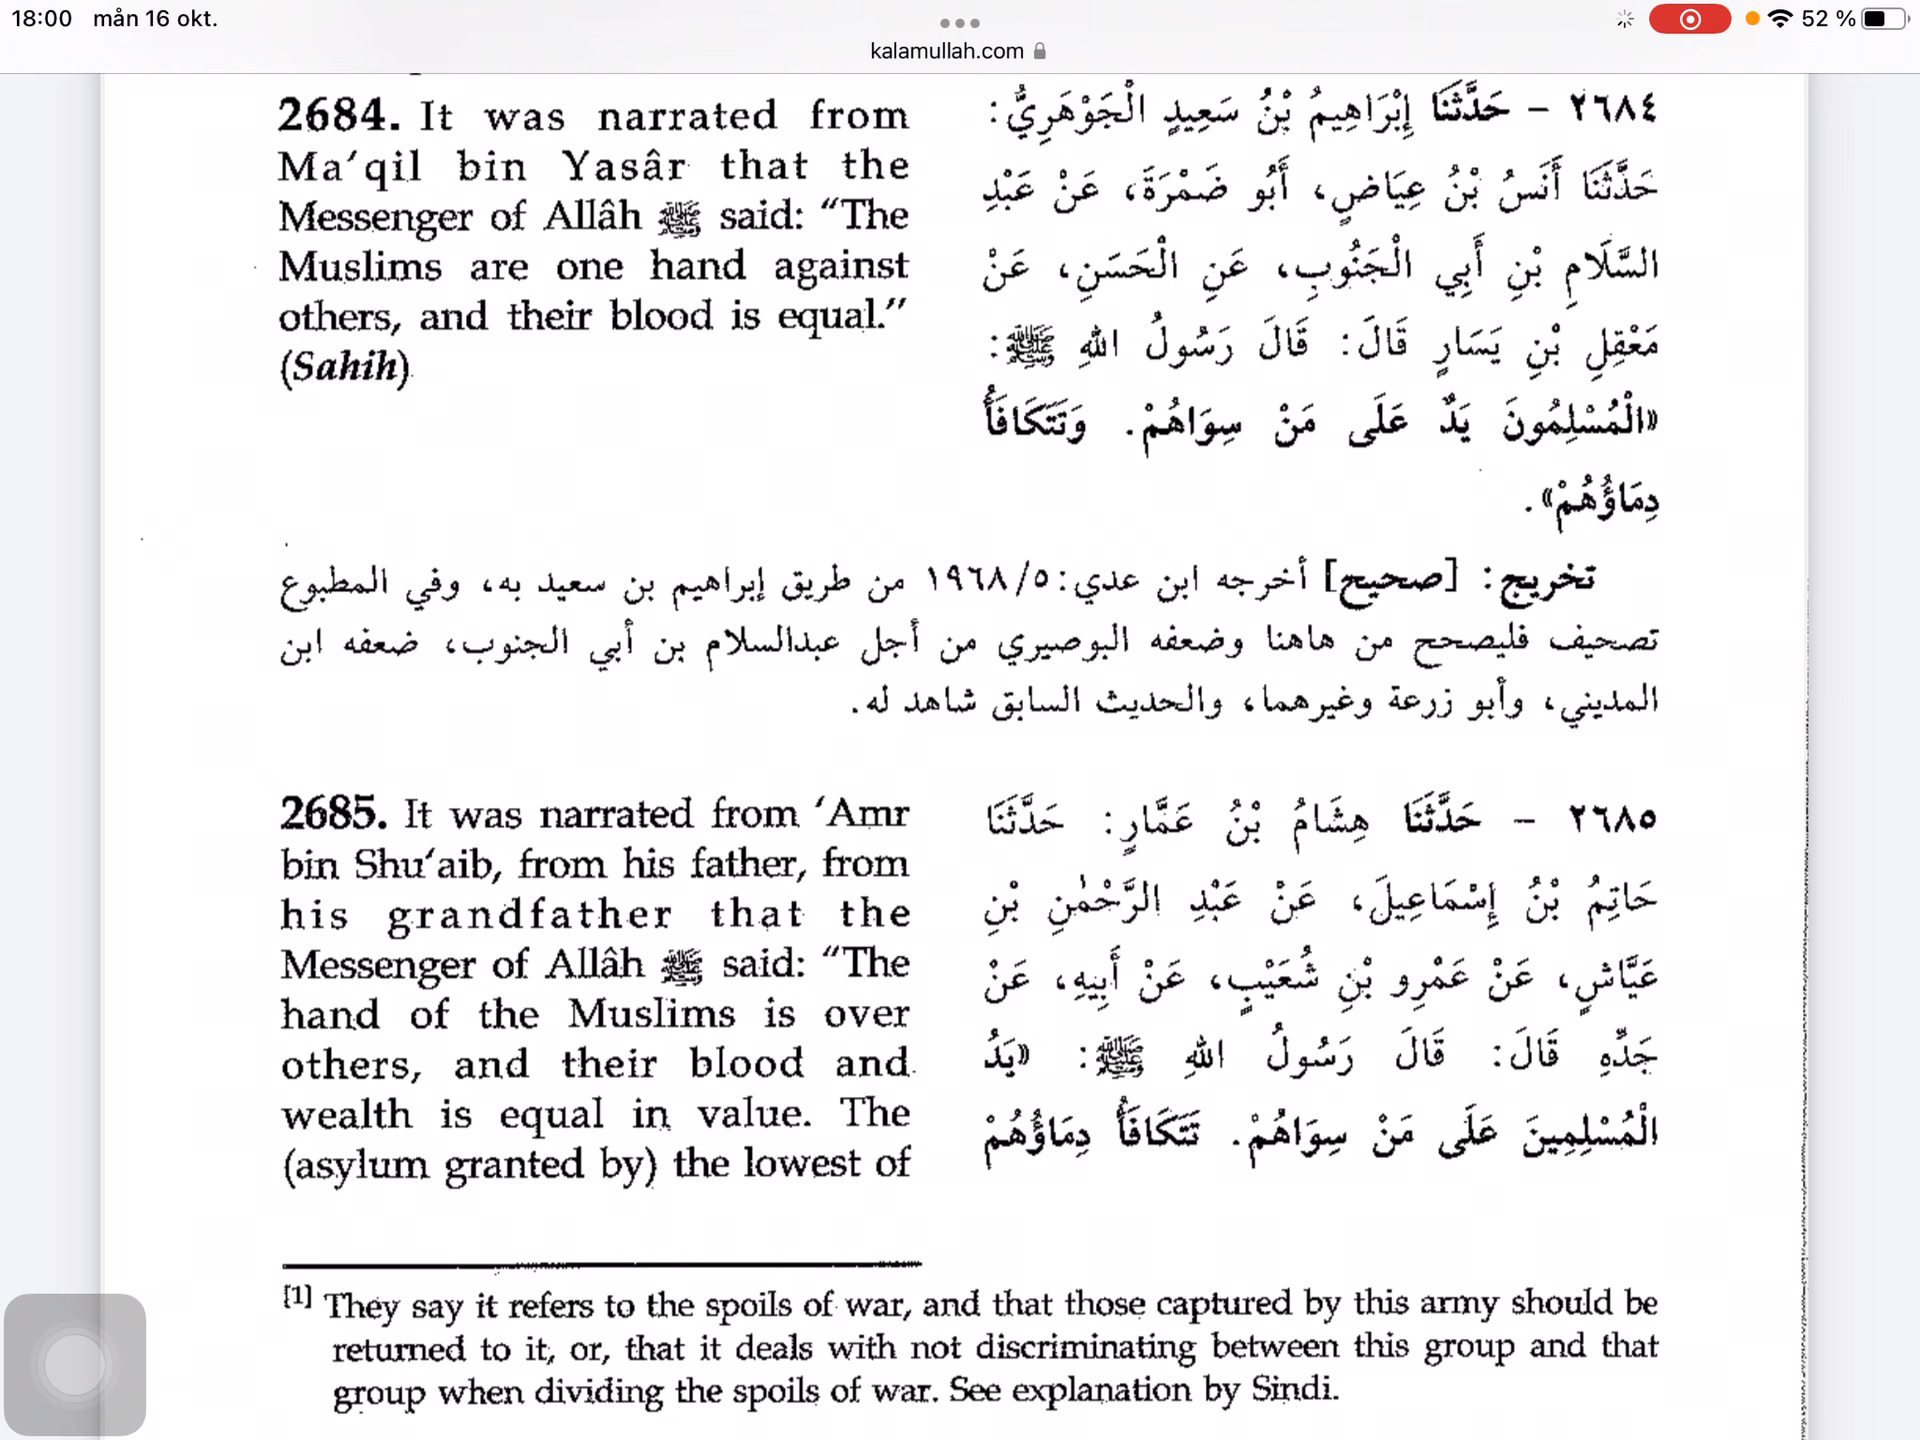 18:00 mån 16 okt.
52 %
kalamullah.com
2684. It was narrated from
Ma‘qil bin Yasâr that the
Messenger of Allâh ﷺ said: “The
Muslims are one hand against
others, and their blood is equal.”
(Sahih)
٢٦٨٤ – حَدَّثَنَا إِبْرَاهِيمُ بْنُ سَعِيدٍ الْجَوْهَرِيُّ:
حَدَّثَنَا أَنَسُ بْنُ عِيَاضٍ، أَبُو ضَمْرَةَ، عَنْ عَبْدِ
السَّلَامِ بْنِ أَبِي الْجَنُوبِ، عَنِ الْحَسَنِ، عَنْ
مَعْقِلِ بْنِ يَسَارٍ قَالَ: قَالَ رَسُولُ اللهِ ﷺ:
«الْمُسْلِمُونَ يَدٌ عَلَى مَنْ سِوَاهُمْ. وَتَتَكَافَأُ
دِمَاؤُهُمْ».
تخريج: [صحيح] أخرجه ابن عدي: ٥/ ١٩٦٨ من طريق إبراهيم بن سعيد به، وفي المطبوع
تصحيف فليصحح من هاهنا وضعفه البوصيري من أجل عبدالسلام بن أبي الجنوب، ضعفه ابن
المديني، وأبو زرعة وغيرهما، والحديث السابق شاهد له.
2685. It was narrated from ‘Amr
bin Shu‘aib, from his father, from
his grandfather that the
Messenger of Allâh ﷺ said: “The
hand of the Muslims is over
others, and their blood and
wealth is equal in value. The
(asylum granted by) the lowest of
٢٦٨٥ – حَدَّثَنَا هِشَامُ بْنُ عَمَّارٍ: حَدَّثَنَا
حَاتِمُ بْنُ إِسْمَاعِيلَ، عَنْ عَبْدِ الرَّحْمٰنِ بْنِ
عَيَّاشٍ، عَنْ عَمْرِو بْنِ شُعَيْبٍ، عَنْ أَبِيهِ، عَنْ
جَدِّهِ قَالَ: قَالَ رَسُولُ اللهِ ﷺ: «يَدُ
الْمُسْلِمِينَ عَلَى مَنْ سِوَاهُمْ. تَتَكَافَأُ دِمَاؤُهُمْ
[1] They say it refers to the spoils of war, and that those captured by this army should be
returned to it, or, that it deals with not discriminating between this group and that
group when dividing the spoils of war. See explanation by Sindi.